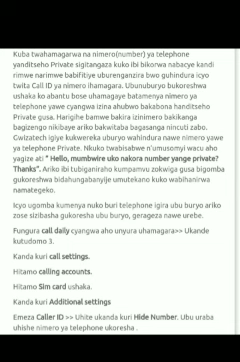 Kuba twahamagarwa na nimero(number) ya telephone
yanditseho Private sigitangaza kuko ibi bikorwa nabacye kandi
rimwe narimwe babifitiye uburenganzira bwo guhindura icyo
twita Call ID ya nimero ihamagara. Ubunuburyo bukoreshwa
ushaka ko abantu bose uhamagaye batamenya nimero ya
telephone yawe cyangwa izina ahubwo bakabona handitseho
Private gusa. Harigihe bamwe bakira izinimero bakikanga
bagizengo nikibaye ariko bakwitaba bagasanga nincuti zabo.
Gwizatech igiye kukwereka uburyo wahindura nawe nimero yawe
ya telephone Private. Nkuko twabisabwe n'umusomyi wacu aho
yagize ati " Hello, mumbwire uko nakora number yange private?
Thanks". Ariko ibi tubiganiraho kumpamvu zokwiga gusa bigomba
gukoreshwa bidahungabanyije umutekano kuko wabihanirwa
namategeko.
Icyo ugomba kumenya nuko buri telephone igira ubu buryo ariko
zose sizibasha gukoresha ubu buryo, gerageza nawe urebe.
Fungura call daily cyangwa aho unyura uhamagara>> Ukande
kutudomo 3.
Kanda kuri call settings.
Hitamo calling accounts.
Hitamo Sim card ushaka.
Kanda kuri Additional settings
Emeza Caller ID >> Uhite ukanda kuri Hide Number. Ubu uraba
uhishe nimero ya telephone ukoresha .